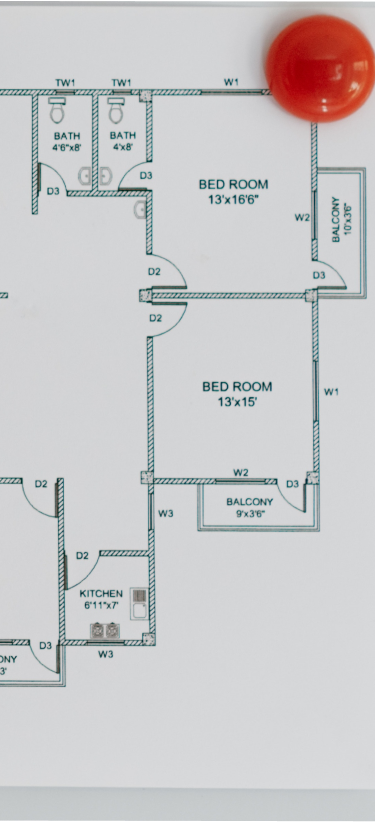 TW1
TW1
W1
BATH
4'6"x8'
BATH
4'x8'
D3
D3
BED ROOM
13'x16'6"
W2
BALCONY
10'x3'6"
D2
D3
D2
BED ROOM
13'x15'
W1
W2
D2
D3
BALCONY
9'x3'6"
W3
D2
KITCHEN
6'11"x7'
D3
W3
ONY
3'